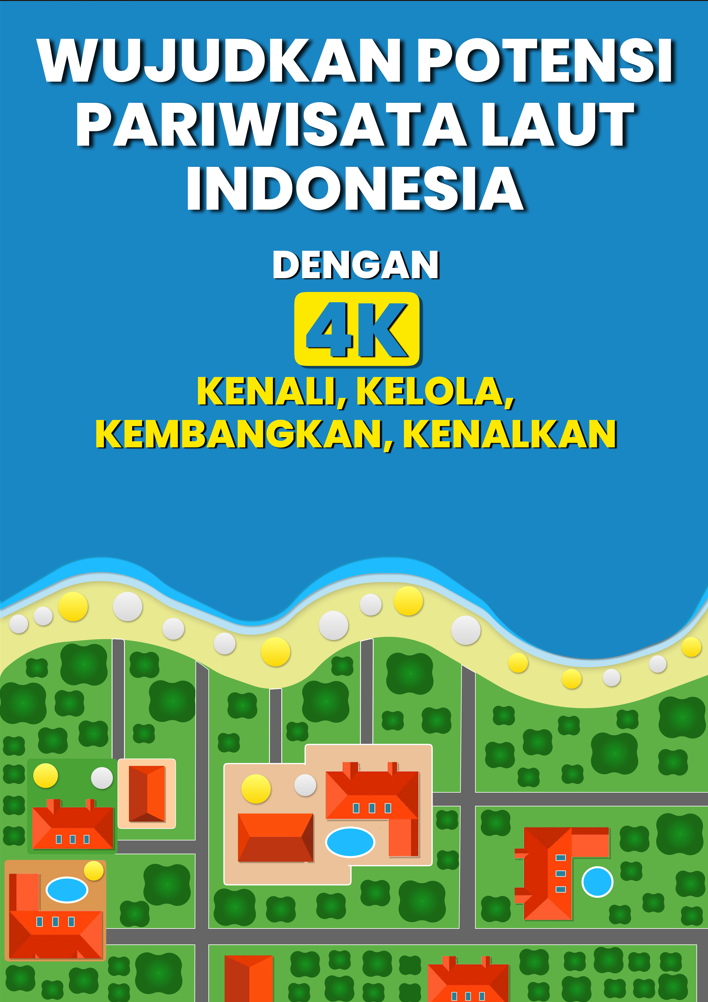 WUJUDKAN POTENSI
PARIWISATA LAUT
INDONESIA
DENGAN
4K
KENALI, KELOLA,
KEMBANGKAN, KENALKAN